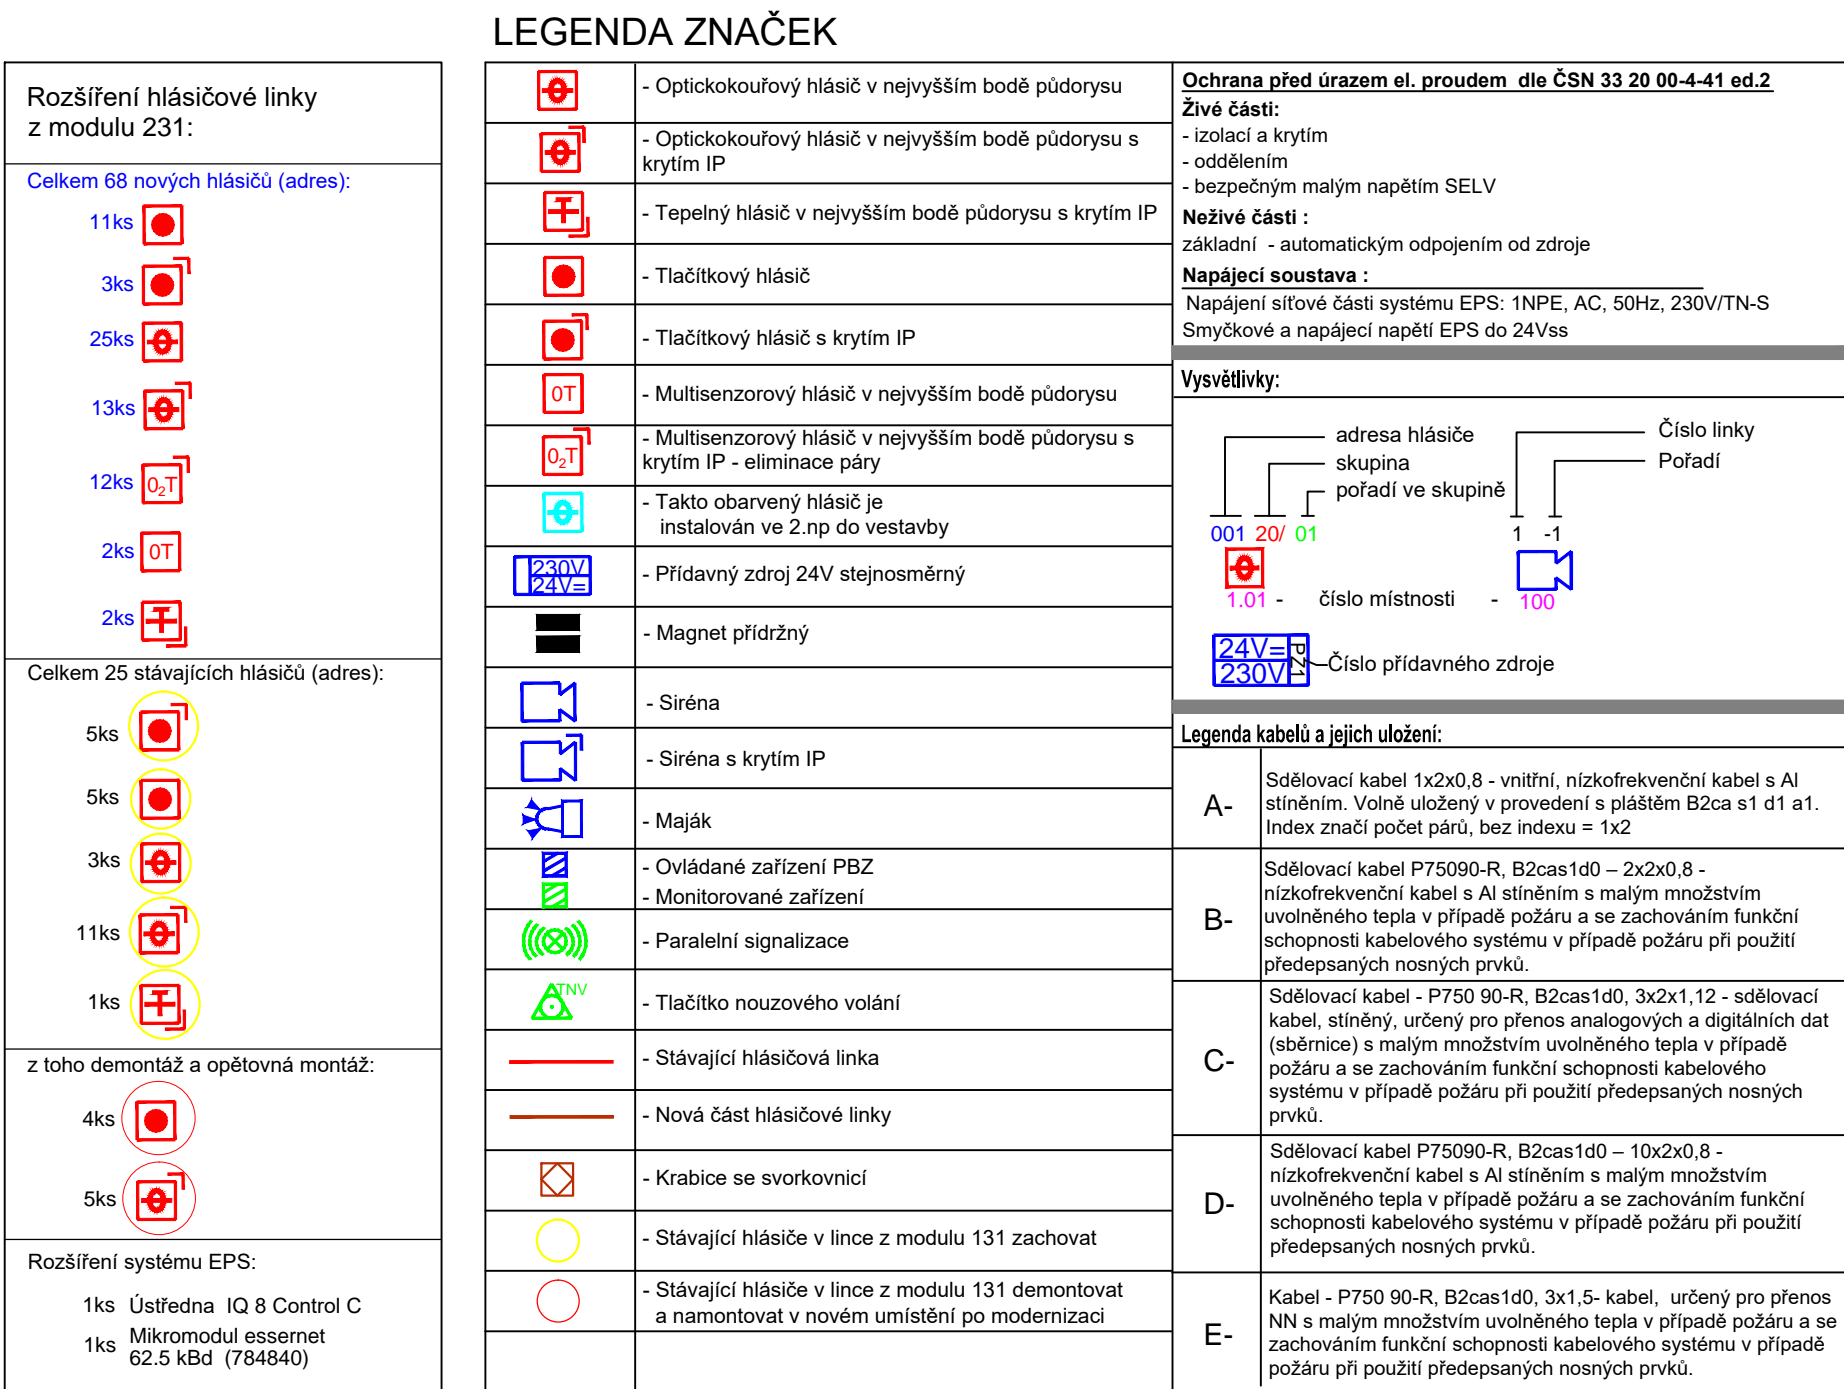 LEGENDA ZNAČEK
Rozšíření hlásičové linky
z modulu 231:
Celkem 68 nových hlásičů (adres):
11ks
3ks
25ks
13ks
12ks 0₂T
2ks 0T
2ks
Celkem 25 stávajících hlásičů (adres):
5ks
5ks
3ks
11ks
1ks
z toho demontáž a opětovná montáž:
4ks
5ks
Rozšíření systému EPS:
1ks Ústředna IQ 8 Control C
1ks Mikromodul essernet
62.5 kBd (784840)
- Optickokouřový hlásič v nejvyšším bodě půdorysu
- Optickokouřový hlásič v nejvyšším bodě půdorysu s
krytím IP
- Tepelný hlásič v nejvyšším bodě půdorysu s krytím IP
- Tlačítkový hlásič
- Tlačítkový hlásič s krytím IP
0T - Multisenzorový hlásič v nejvyšším bodě půdorysu
0₂T - Multisenzorový hlásič v nejvyšším bodě půdorysu s
krytím IP - eliminace páry
- Takto obarvený hlásič je
instalován ve 2.np do vestavby
230V
24V=
- Přídavný zdroj 24V stejnosměrný
- Magnet přídržný
- Siréna
- Siréna s krytím IP
- Maják
- Ovládané zařízení PBZ
- Monitorované zařízení
- Paralelní signalizace
TNV
- Tlačítko nouzového volání
- Stávající hlásičová linka
- Nová část hlásičové linky
- Krabice se svorkovnicí
- Stávající hlásiče v lince z modulu 131 zachovat
- Stávající hlásiče v lince z modulu 131 demontovat
a namontovat v novém umístění po modernizaci
Ochrana před úrazem el. proudem dle ČSN 33 20 00-4-41 ed.2
Živé části:
- izolací a krytím
- oddělením
- bezpečným malým napětím SELV
Neživé části :
základní - automatickým odpojením od zdroje
Napájecí soustava :
Napájení síťové části systému EPS: 1NPE, AC, 50Hz, 230V/TN-S
Smyčkové a napájecí napětí EPS do 24Vss
Vysvětlivky:
adresa hlásiče
skupina
pořadí ve skupině
Číslo linky
Pořadí
001 20/ 01
1 -1
1.01 - číslo místnosti - 100
24V=
230V
PZ1
Číslo přídavného zdroje
Legenda kabelů a jejich uložení:
A-
Sdělovací kabel 1x2x0,8 - vnitřní, nízkofrekvenční kabel s Al
stíněním. Volně uložený v provedení s pláštěm B2ca s1 d1 a1.
Index značí počet párů, bez indexu = 1x2
B-
Sdělovací kabel P75090-R, B2cas1d0 – 2x2x0,8 -
nízkofrekvenční kabel s Al stíněním s malým množstvím
uvolněného tepla v případě požáru a se zachováním funkční
schopnosti kabelového systému v případě požáru při použití
předepsaných nosných prvků.
C-
Sdělovací kabel - P750 90-R, B2cas1d0, 3x2x1,12 - sdělovací
kabel, stíněný, určený pro přenos analogových a digitálních dat
(sběrnice) s malým množstvím uvolněného tepla v případě
požáru a se zachováním funkční schopnosti kabelového
systému v případě požáru při použití předepsaných nosných
prvků.
D-
Sdělovací kabel P75090-R, B2cas1d0 – 10x2x0,8 -
nízkofrekvenční kabel s Al stíněním s malým množstvím
uvolněného tepla v případě požáru a se zachováním funkční
schopnosti kabelového systému v případě požáru při použití
předepsaných nosných prvků.
E-
Kabel - P750 90-R, B2cas1d0, 3x1,5- kabel, určený pro přenos
NN s malým množstvím uvolněného tepla v případě požáru a se
zachováním funkční schopnosti kabelového systému v případě
požáru při použití předepsaných nosných prvků.